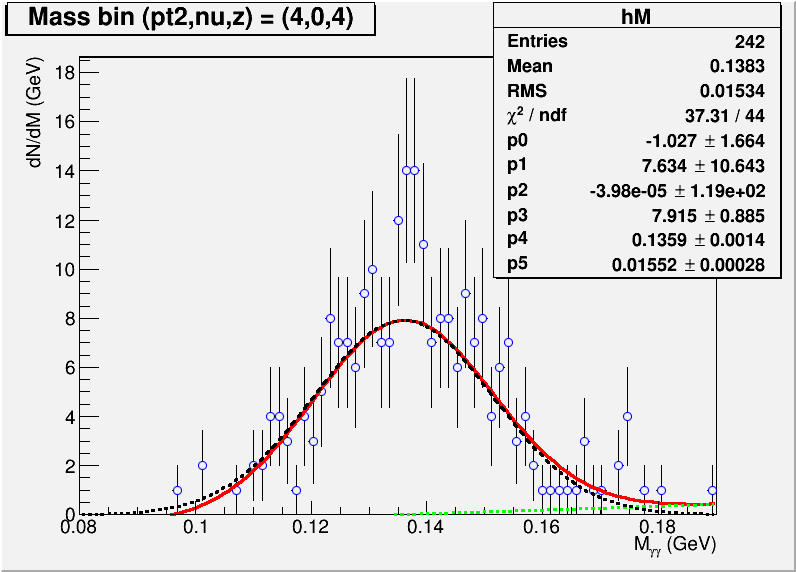 Mass bin (pt2,nu,z) = (4,0,4)
hM
Entries 242
Mean 0.1383
RMS 0.01534
χ² / ndf 37.31 / 44
p0 -1.027 ± 1.664
p1 7.634 ± 10.643
p2 -3.98e-05 ± 1.19e+02
p3 7.915 ± 0.885
p4 0.1359 ± 0.0014
p5 0.01552 ± 0.00028
dN/dM (GeV)
18
16
14
12
10
8
6
4
2
0
0.08 0.1 0.12 0.14 0.16 0.18
Mγγ (GeV)